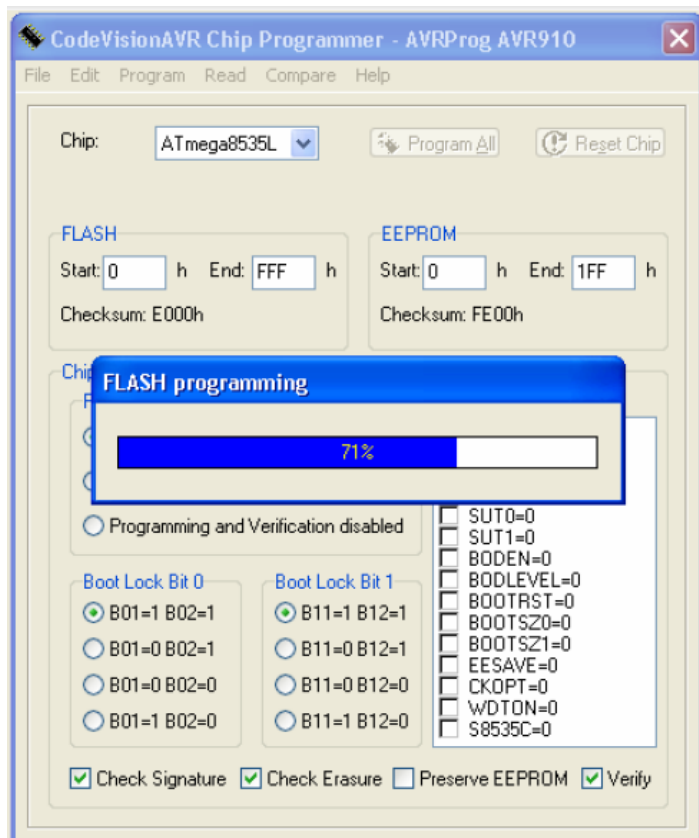 CodeVisionAVR Chip Programmer - AVRProg AVR910
File Edit Program Read Compare Help
Chip: ATmega8535L Program All Reset Chip
FLASH
Start: 0 h End: FFF h
Checksum: E000h
EEPROM
Start: 0 h End: 1FF h
Checksum: FE00h
FLASH programming
71%
Programming and Verification disabled
SUT0=0
SUT1=0
BODEN=0
BODLEVEL=0
BOOTRST=0
BOOTSZ0=0
BOOTSZ1=0
EESAVE=0
CKOPT=0
WDTON=0
S8535C=0
Boot Lock Bit 0
B01=1 B02=1
B01=0 B02=1
B01=0 B02=0
B01=1 B02=0
Boot Lock Bit 1
B11=1 B12=1
B11=0 B12=1
B11=0 B12=0
B11=1 B12=0
Check Signature Check Erasure Preserve EEPROM Verify